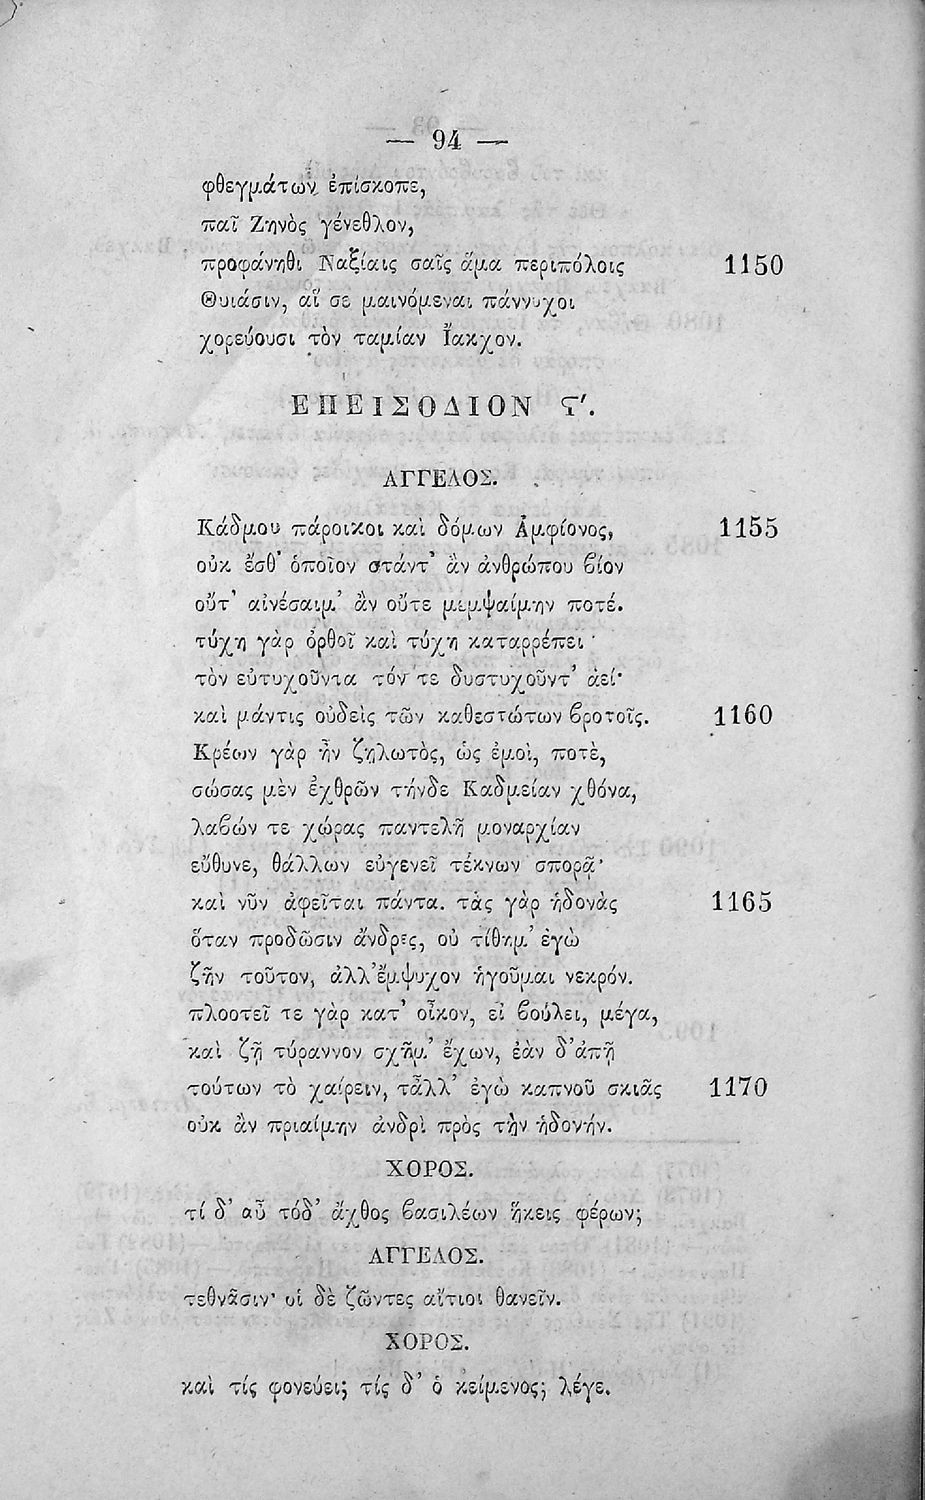 — 94 —
φθεγμάτων ἐπίσκοπε,
παῖ Ζηνὸς γένεθλον,
προφάνηθι Ναξίαις σαῖς ἅμα περιπόλοις 1150
Θυιάσιν, αἵ σε μαινόμεναι πάννυχοι
χορεύουσι τὸν ταμίαν Ἴακχον.
ΕΠΕΙΣΟΔΙΟΝ Ϛ'.
ΑΓΓΕΛΟΣ.
Κάδμου πάροικοι καὶ δόμων Ἀμφίονος, 1155
οὐκ ἔσθ' ὁποῖον στάντ' ἂν ἀνθρώπου βίον
οὔτ' αἰνέσαιμ' ἂν οὔτε μεμψαίμην ποτέ.
τύχη γὰρ ὀρθοῖ καὶ τύχη καταρρέπει
τὸν εὐτυχοῦντα τόν τε δυστυχοῦντ' ἀεί·
καὶ μάντις οὐδεὶς τῶν καθεστώτων βροτοῖς. 1160
Κρέων γὰρ ἦν ζηλωτὸς, ὡς ἐμοὶ, ποτὲ,
σώσας μὲν ἐχθρῶν τήνδε Καδμείαν χθόνα,
λαβών τε χώρας παντελῆ μοναρχίαν
εὔθυνε, θάλλων εὐγενεῖ τέκνων σπορᾷ·
καὶ νῦν ἀφεῖται πάντα. τὰς γὰρ ἡδονὰς 1165
ὅταν προδῶσιν ἄνδρες, οὐ τίθημ' ἐγὼ
ζῆν τοῦτον, ἀλλ' ἔμψυχον ἡγοῦμαι νεκρόν.
πλοοτεῖ τε γὰρ κατ' οἶκον, εἰ βούλει, μέγα,
καὶ ζῇ τύραννον σχῆμ' ἔχων, ἐὰν δ' ἀπῇ
τούτων τὸ χαίρειν, τἆλλ' ἐγὼ καπνοῦ σκιᾶς 1170
οὐκ ἂν πριαίμην ἀνδρὶ πρὸς τὴν ἡδονήν.
ΧΟΡΟΣ.
τί δ' αὖ τόδ' ἄχθος βασιλέων ἥκεις φέρων;
ΑΓΓΕΛΟΣ.
τεθνᾶσιν· οἱ δὲ ζῶντες αἴτιοι θανεῖν.
ΧΟΡΟΣ.
καὶ τίς φονεύει; τίς δ' ὁ κείμενος; λέγε.